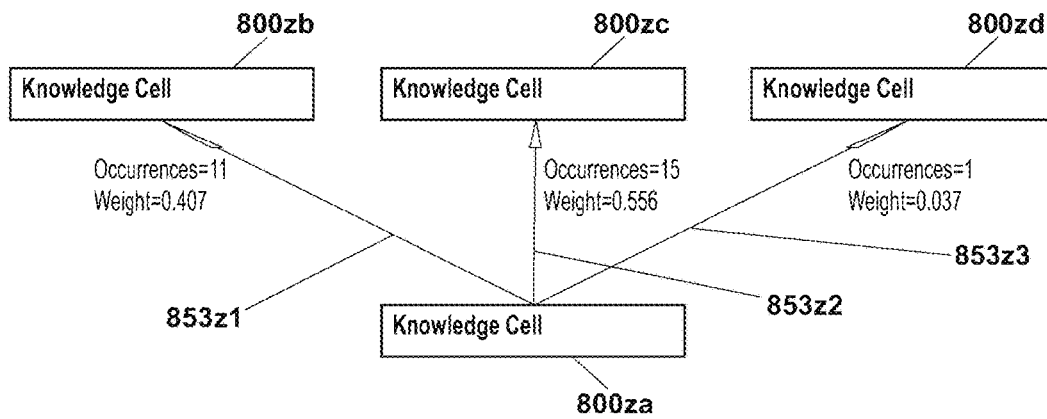 800zb
800zc
800zd
Knowledge Cell
Knowledge Cell
Knowledge Cell
Occurrences=11
Weight=0.407
Occurrences=15
Weight=0.556
Occurrences=1
Weight=0.037
853z3
853z2
853z1
Knowledge Cell
800za